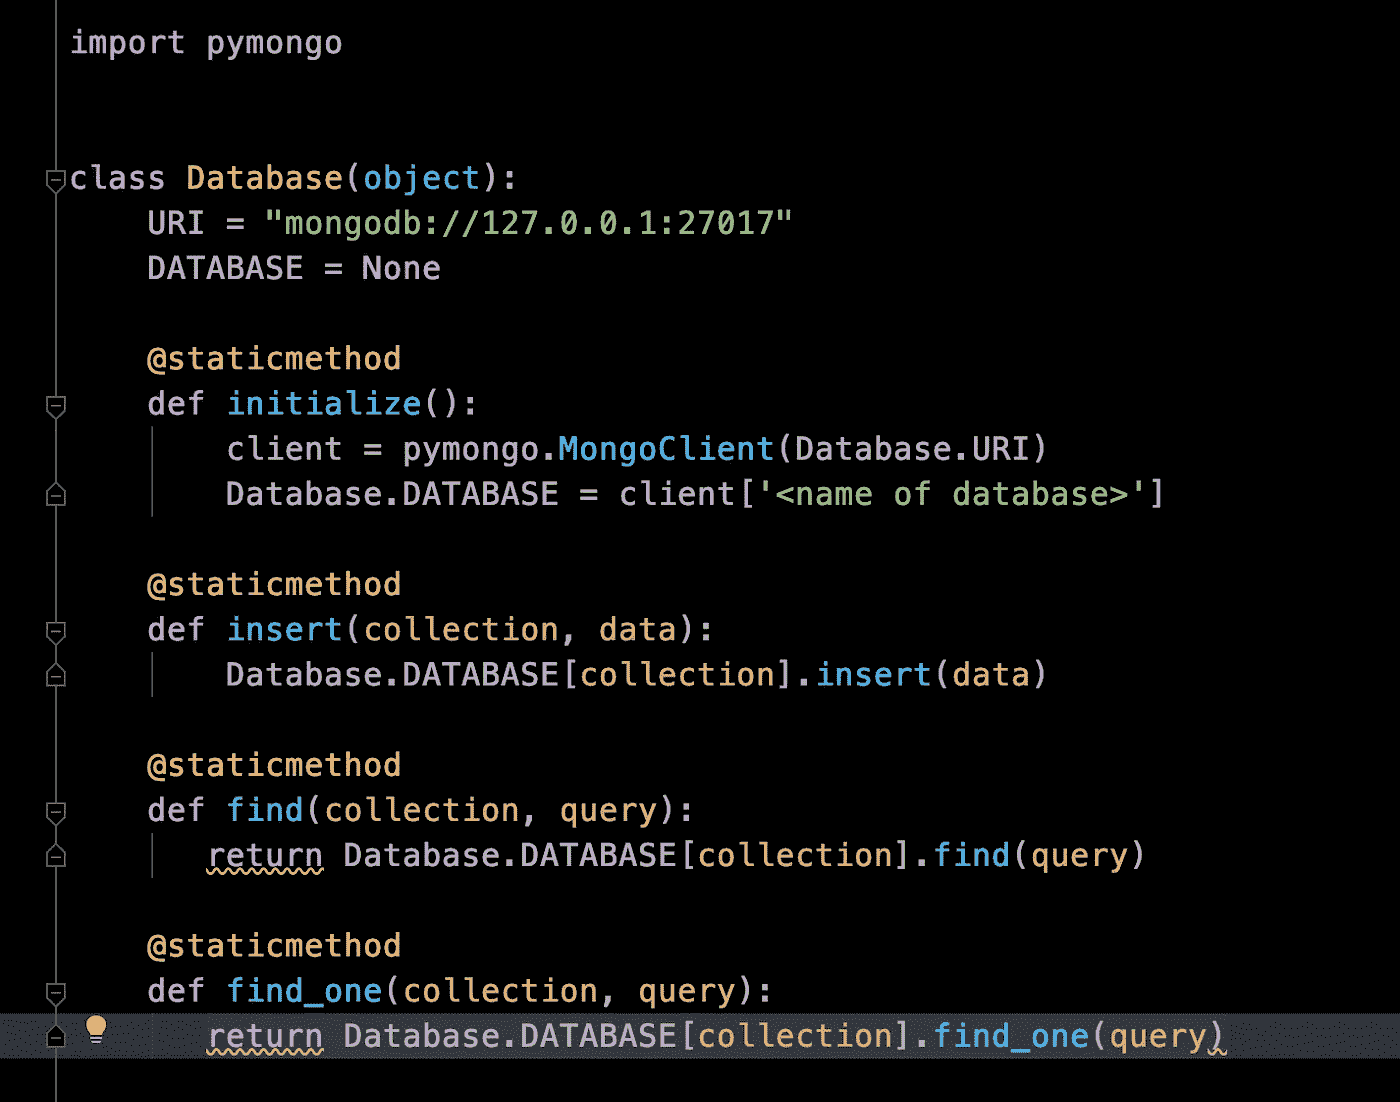 import pymongo
class Database(object):
    URI = "mongodb://127.0.0.1:27017"
    DATABASE = None
    @staticmethod
    def initialize():
        client = pymongo.MongoClient(Database.URI)
        Database.DATABASE = client['<name of database>']
    @staticmethod
    def insert(collection, data):
        Database.DATABASE[collection].insert(data)
    @staticmethod
    def find(collection, query):
       return Database.DATABASE[collection].find(query)
    @staticmethod
    def find_one(collection, query):
       return Database.DATABASE[collection].find_one(query)